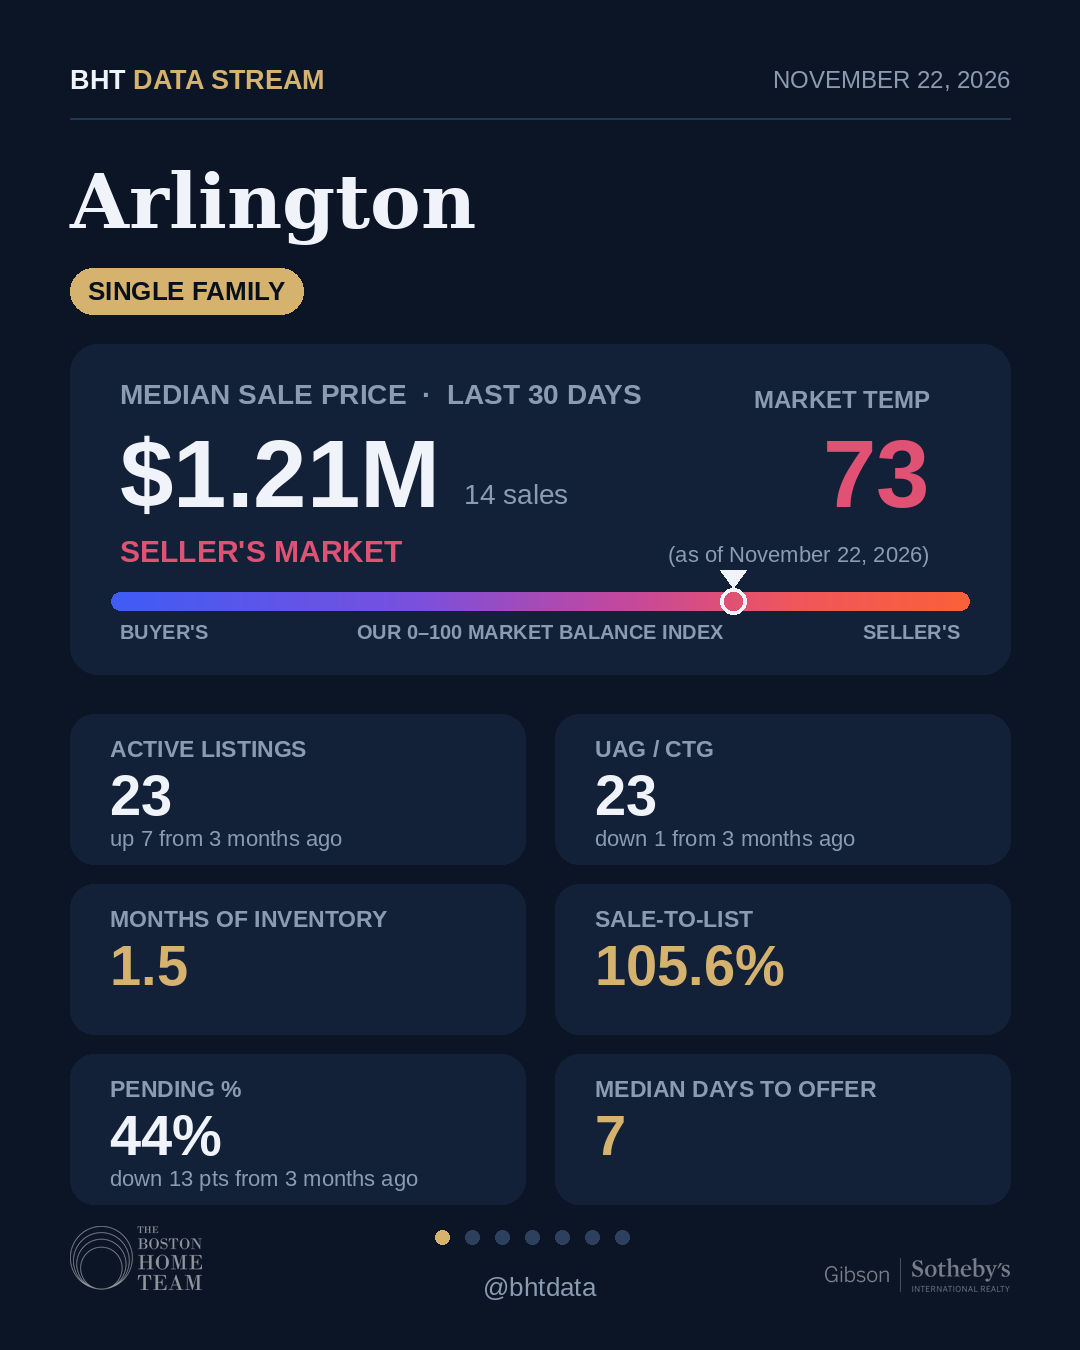 BHT DATA STREAM
NOVEMBER 22, 2026
Arlington
SINGLE FAMILY
MEDIAN SALE PRICE · LAST 30 DAYS
MARKET TEMP
$1.21M 14 sales
73
SELLER'S MARKET
(as of November 22, 2026)
BUYER'S
OUR 0–100 MARKET BALANCE INDEX
SELLER'S
ACTIVE LISTINGS
23
up 7 from 3 months ago
UAG / CTG
23
down 1 from 3 months ago
MONTHS OF INVENTORY
1.5
SALE-TO-LIST
105.6%
PENDING %
44%
down 13 pts from 3 months ago
MEDIAN DAYS TO OFFER
7
THE
BOSTON
HOME
TEAM
@bhtdata
Gibson
Sotheby's
INTERNATIONAL REALTY